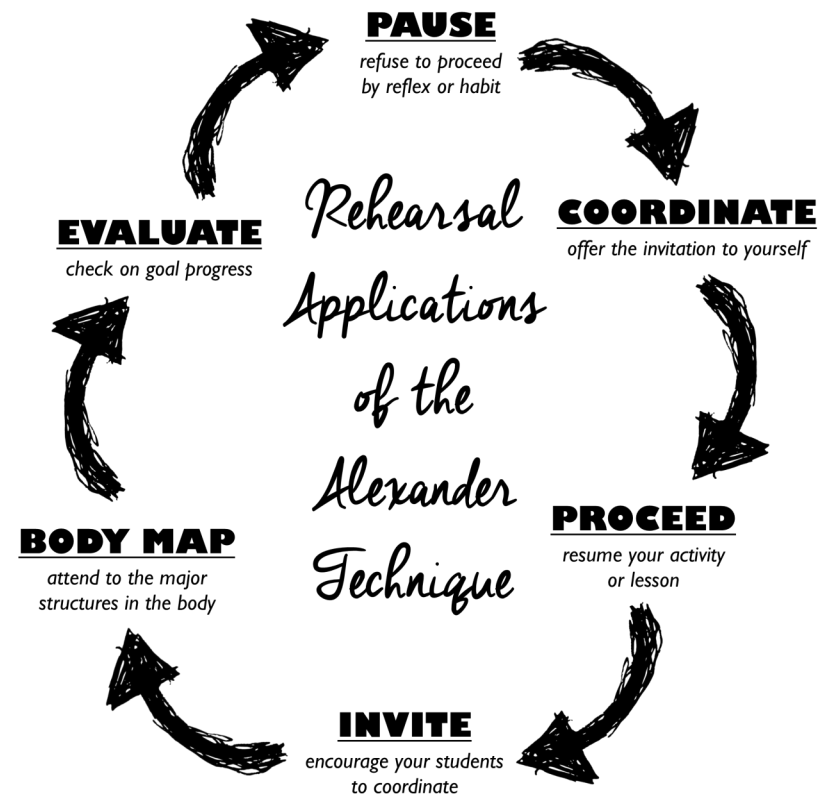 PAUSE
refuse to proceed
by reflex or habit
COORDINATE
offer the invitation to yourself
PROCEED
resume your activity
or lesson
INVITE
encourage your students
to coordinate
BODY MAP
attend to the major
structures in the body
EVALUATE
check on goal progress
Rehearsal
Applications
of the
Alexander
Technique